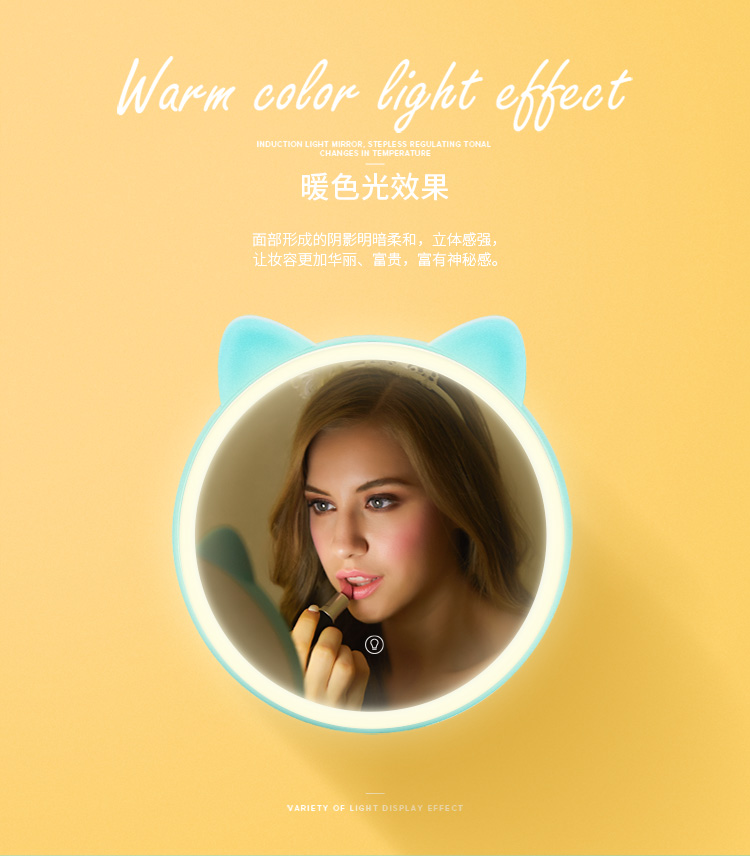 Warm color light effect
INDUCTION LIGHT MIRROR, STEPLESS REGULATING TONAL
CHANGES IN TEMPERATURE
暖色光效果
面部形成的阴影明暗柔和，立体感强，
让妆容更加华丽、富贵，富有神秘感。
VARIETY OF LIGHT DISPLAY EFFECT